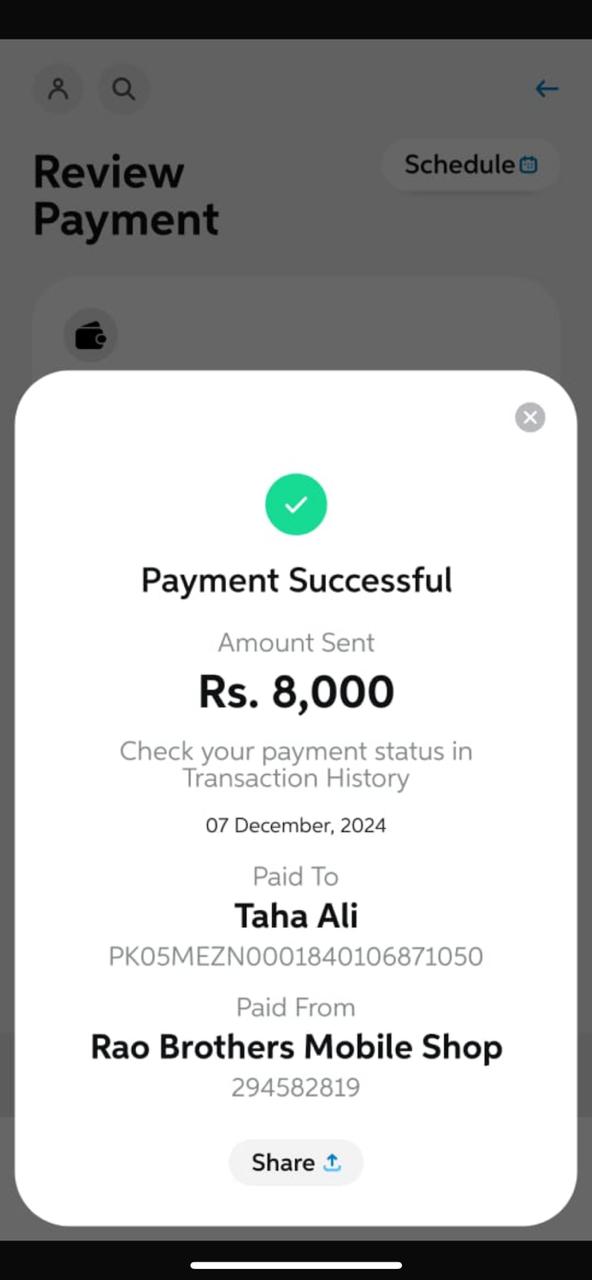 Review
Payment
Schedule
Payment Successful
Amount Sent
Rs. 8,000
Check your payment status in
Transaction History
07 December, 2024
Paid To
Taha Ali
PK05MEZN0001840106871050
Paid From
Rao Brothers Mobile Shop
294582819
Share